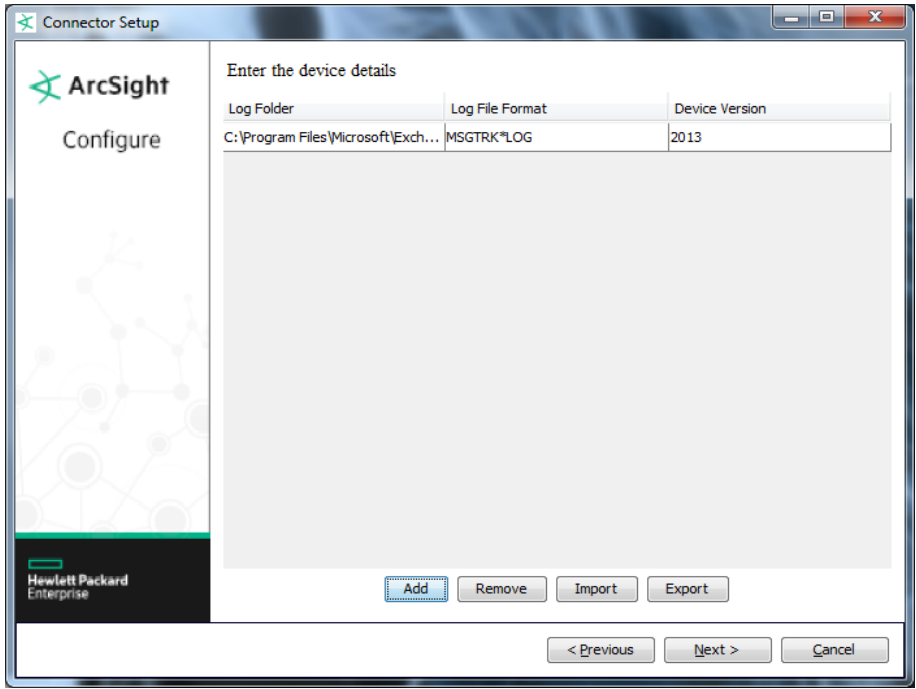 Connector Setup
ArcSight
Configure
Enter the device details
Log Folder Log File Format Device Version
C:\Program Files\Microsoft\Exch... MSGTRK*LOG 2013
Hewlett Packard
Enterprise
Add Remove Import Export
< Previous Next > Cancel